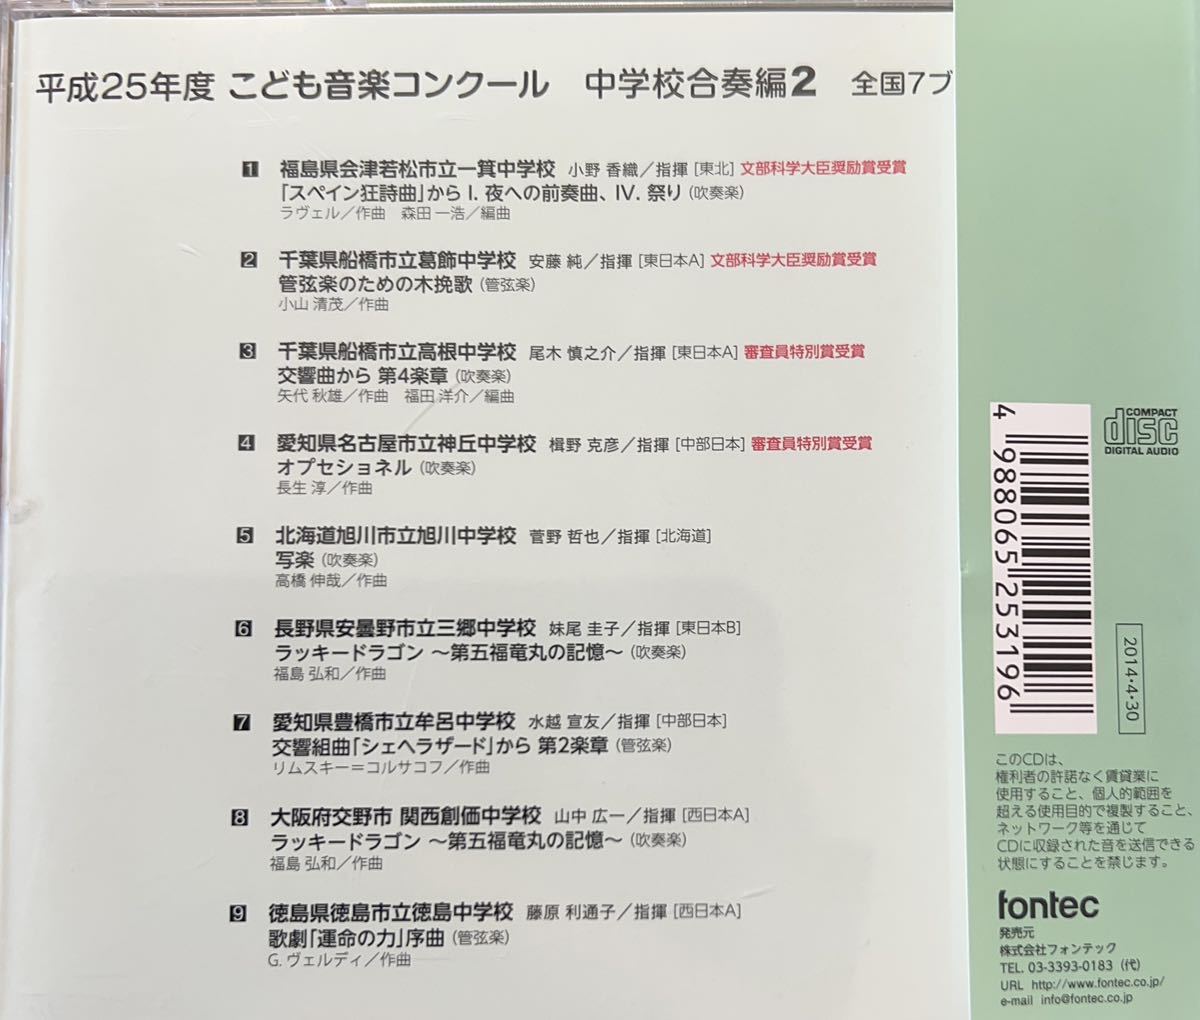 平成25年度 こども音楽コンクール 中学校合奏編2 全国7ブ
1 福島県会津若松市立一箕中学校 小野 香織／指揮 [東北] 文部科学大臣奨励賞受賞
「スペイン狂詩曲」から I. 夜への前奏曲、IV. 祭り (吹奏楽)
ラヴェル／作曲 森田 一浩／編曲
2 千葉県船橋市立葛飾中学校 安藤 純／指揮 [東日本A] 文部科学大臣奨励賞受賞
管弦楽のための木挽歌 (管弦楽)
小山 清茂／作曲
3 千葉県船橋市立高根中学校 尾木 慎之介／指揮 [東日本A] 審査員特別賞受賞
交響曲から 第4楽章 (吹奏楽)
矢代 秋雄／作曲 福田 洋介／編曲
4 愛知県名古屋市立神丘中学校 楫野 克彦／指揮 [中部日本] 審査員特別賞受賞
オプセショネル (吹奏楽)
長生 淳／作曲
5 北海道旭川市立旭川中学校 菅野 哲也／指揮 [北海道]
写楽 (吹奏楽)
高橋 伸哉／作曲
6 長野県安曇野市立三郷中学校 妹尾 圭子／指揮 [東日本B]
ラッキードラゴン 〜第五福竜丸の記憶〜 (吹奏楽)
福島 弘和／作曲
7 愛知県豊橋市立牟呂中学校 水越 宣友／指揮 [中部日本]
交響組曲「シェヘラザード」から 第2楽章 (管弦楽)
リムスキー＝コルサコフ／作曲
8 大阪府交野市 関西創価中学校 山中 広一／指揮 [西日本A]
ラッキードラゴン 〜第五福竜丸の記憶〜 (吹奏楽)
福島 弘和／作曲
9 徳島県徳島市立徳島中学校 藤原 利通子／指揮 [西日本A]
歌劇「運命の力」序曲 (管弦楽)
G. ヴェルディ／作曲
COMPACT
disc
DIGITAL AUDIO
4 988065 253196
2014・4・30
このCDは、
権利者の許諾なく賃貸業に
使用すること、個人的範囲を
超える使用目的で複製すること、
ネットワーク等を通じて
CDに収録された音を送信できる
状態にすることを禁じます。
fontec
発売元
株式会社フォンテック
TEL. 03-3393-0183 (代)
URL http://www.fontec.co.jp/
e-mail info@fontec.co.jp